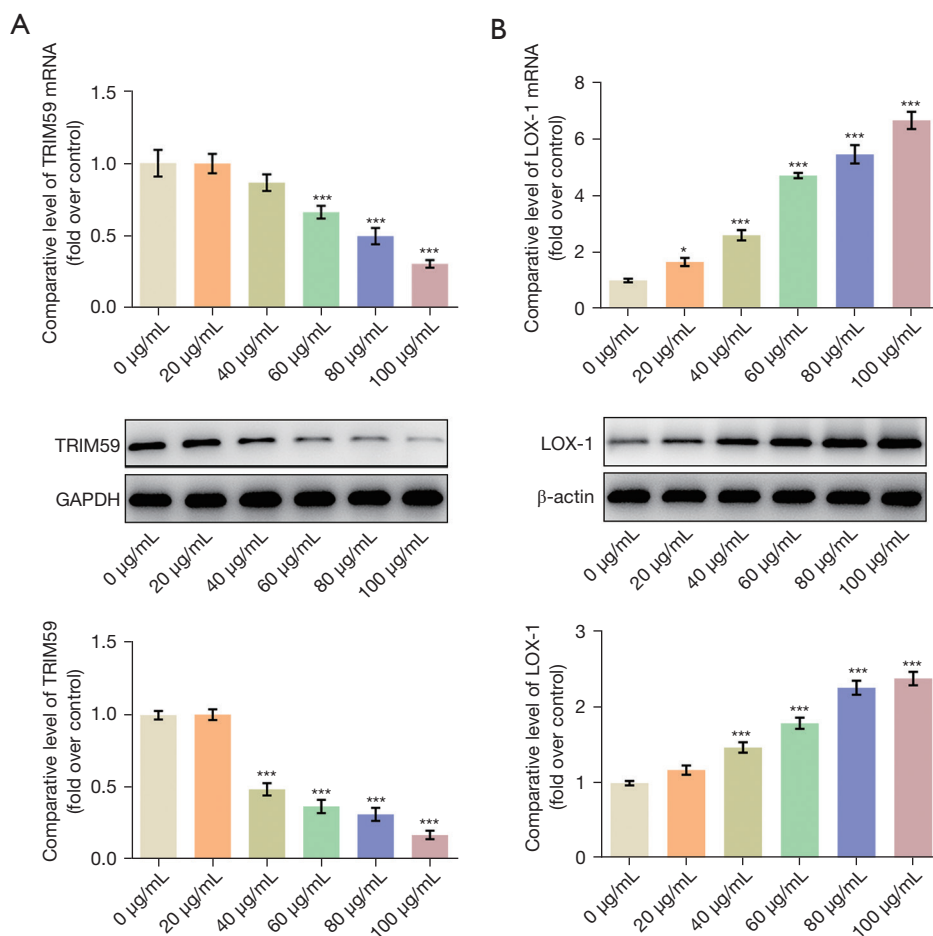 A
Comparative level of TRIM59 mRNA
(fold over control)
1.5
1.0
0.5
0.0
***
***
***
0 µg/mL
20 µg/mL
40 µg/mL
60 µg/mL
80 µg/mL
100 µg/mL
TRIM59
GAPDH
0 µg/mL
20 µg/mL
40 µg/mL
60 µg/mL
80 µg/mL
100 µg/mL
Comparative level of TRIM59
(fold over control)
1.5
1.0
0.5
0.0
***
***
***
***
0 µg/mL
20 µg/mL
40 µg/mL
60 µg/mL
80 µg/mL
100 µg/mL
B
Comparative level of LOX-1 mRNA
(fold over control)
8
6
4
2
0
*
***
***
***
***
0 µg/mL
20 µg/mL
40 µg/mL
60 µg/mL
80 µg/mL
100 µg/mL
LOX-1
β-actin
0 µg/mL
20 µg/mL
40 µg/mL
60 µg/mL
80 µg/mL
100 µg/mL
Comparative level of LOX-1
(fold over control)
3
2
1
0
***
***
***
***
0 µg/mL
20 µg/mL
40 µg/mL
60 µg/mL
80 µg/mL
100 µg/mL